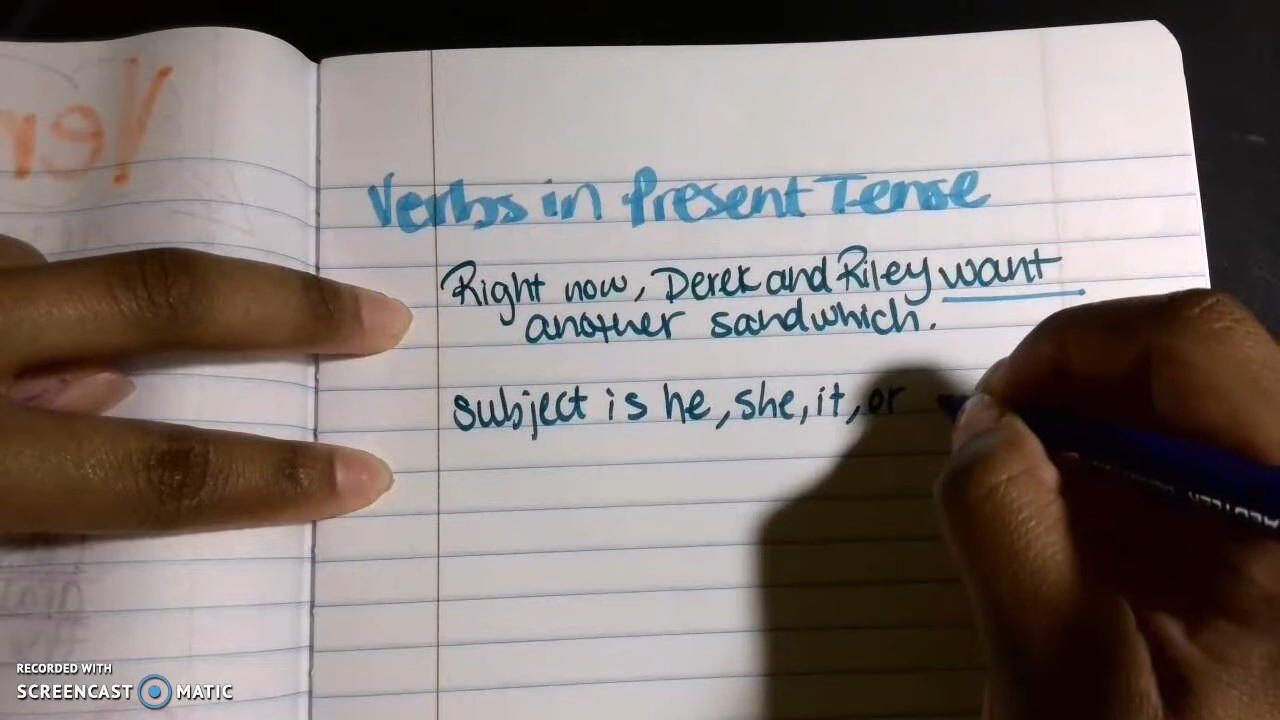 Verbs in Present Tense
Right now, Derek and Riley want
another sandwhich.
subject is he, she, it, or
RECORDED WITH
SCREENCAST MATIC